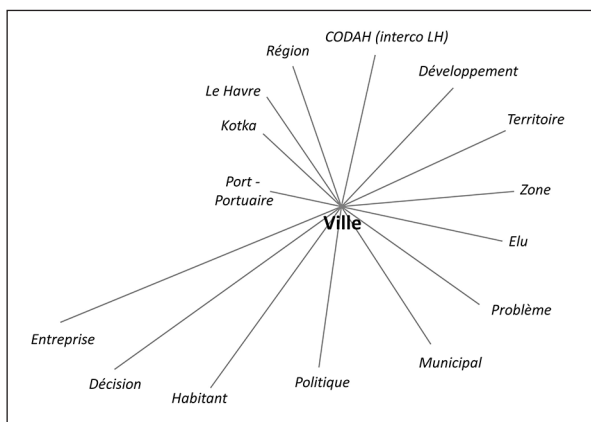 CODAH (interco LH)
Région
Développement
Le Havre
Territoire
Kotka
Port -
Portuaire
Zone
Ville
Elu
Problème
Entreprise
Municipal
Décision
Politique
Habitant